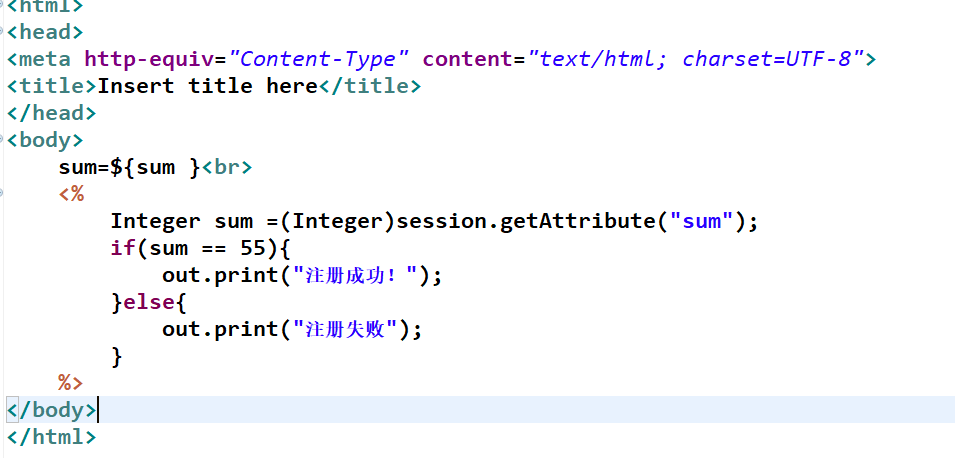 <html>
<head>
<meta http-equiv="Content-Type" content="text/html; charset=UTF-8">
<title>Insert title here</title>
</head>
<body>
    sum=${sum }<br>
    <%
        Integer sum =(Integer)session.getAttribute("sum");
        if(sum == 55){
            out.print("注册成功！");
        }else{
            out.print("注册失败");
        }
    %>
</body>
</html>